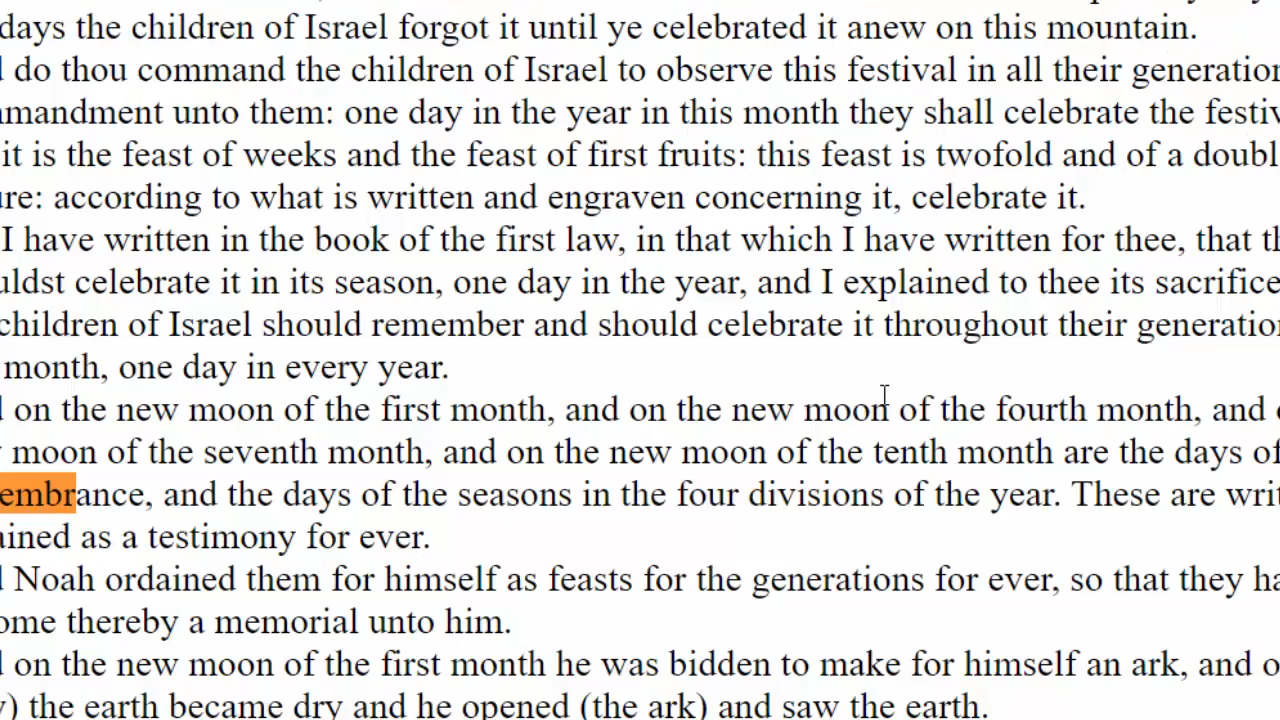 days the children of Israel forgot it until ye celebrated it anew on this mountain.
do thou command the children of Israel to observe this festival in all their generation
mmandment unto them: one day in the year in this month they shall celebrate the festiv
it is the feast of weeks and the feast of first fruits: this feast is twofold and of a doubl
ure: according to what is written and engraven concerning it, celebrate it.
I have written in the book of the first law, in that which I have written for thee, that th
uldst celebrate it in its season, one day in the year, and I explained to thee its sacrifice
children of Israel should remember and should celebrate it throughout their generation
month, one day in every year.
on the new moon of the first month, and on the new moon of the fourth month, and
moon of the seventh month, and on the new moon of the tenth month are the days of
embrance, and the days of the seasons in the four divisions of the year. These are writ
ained as a testimony for ever.
Noah ordained them for himself as feasts for the generations for ever, so that they ha
ome thereby a memorial unto him.
on the new moon of the first month he was bidden to make for himself an ark, and o
) the earth became dry and he opened (the ark) and saw the earth.